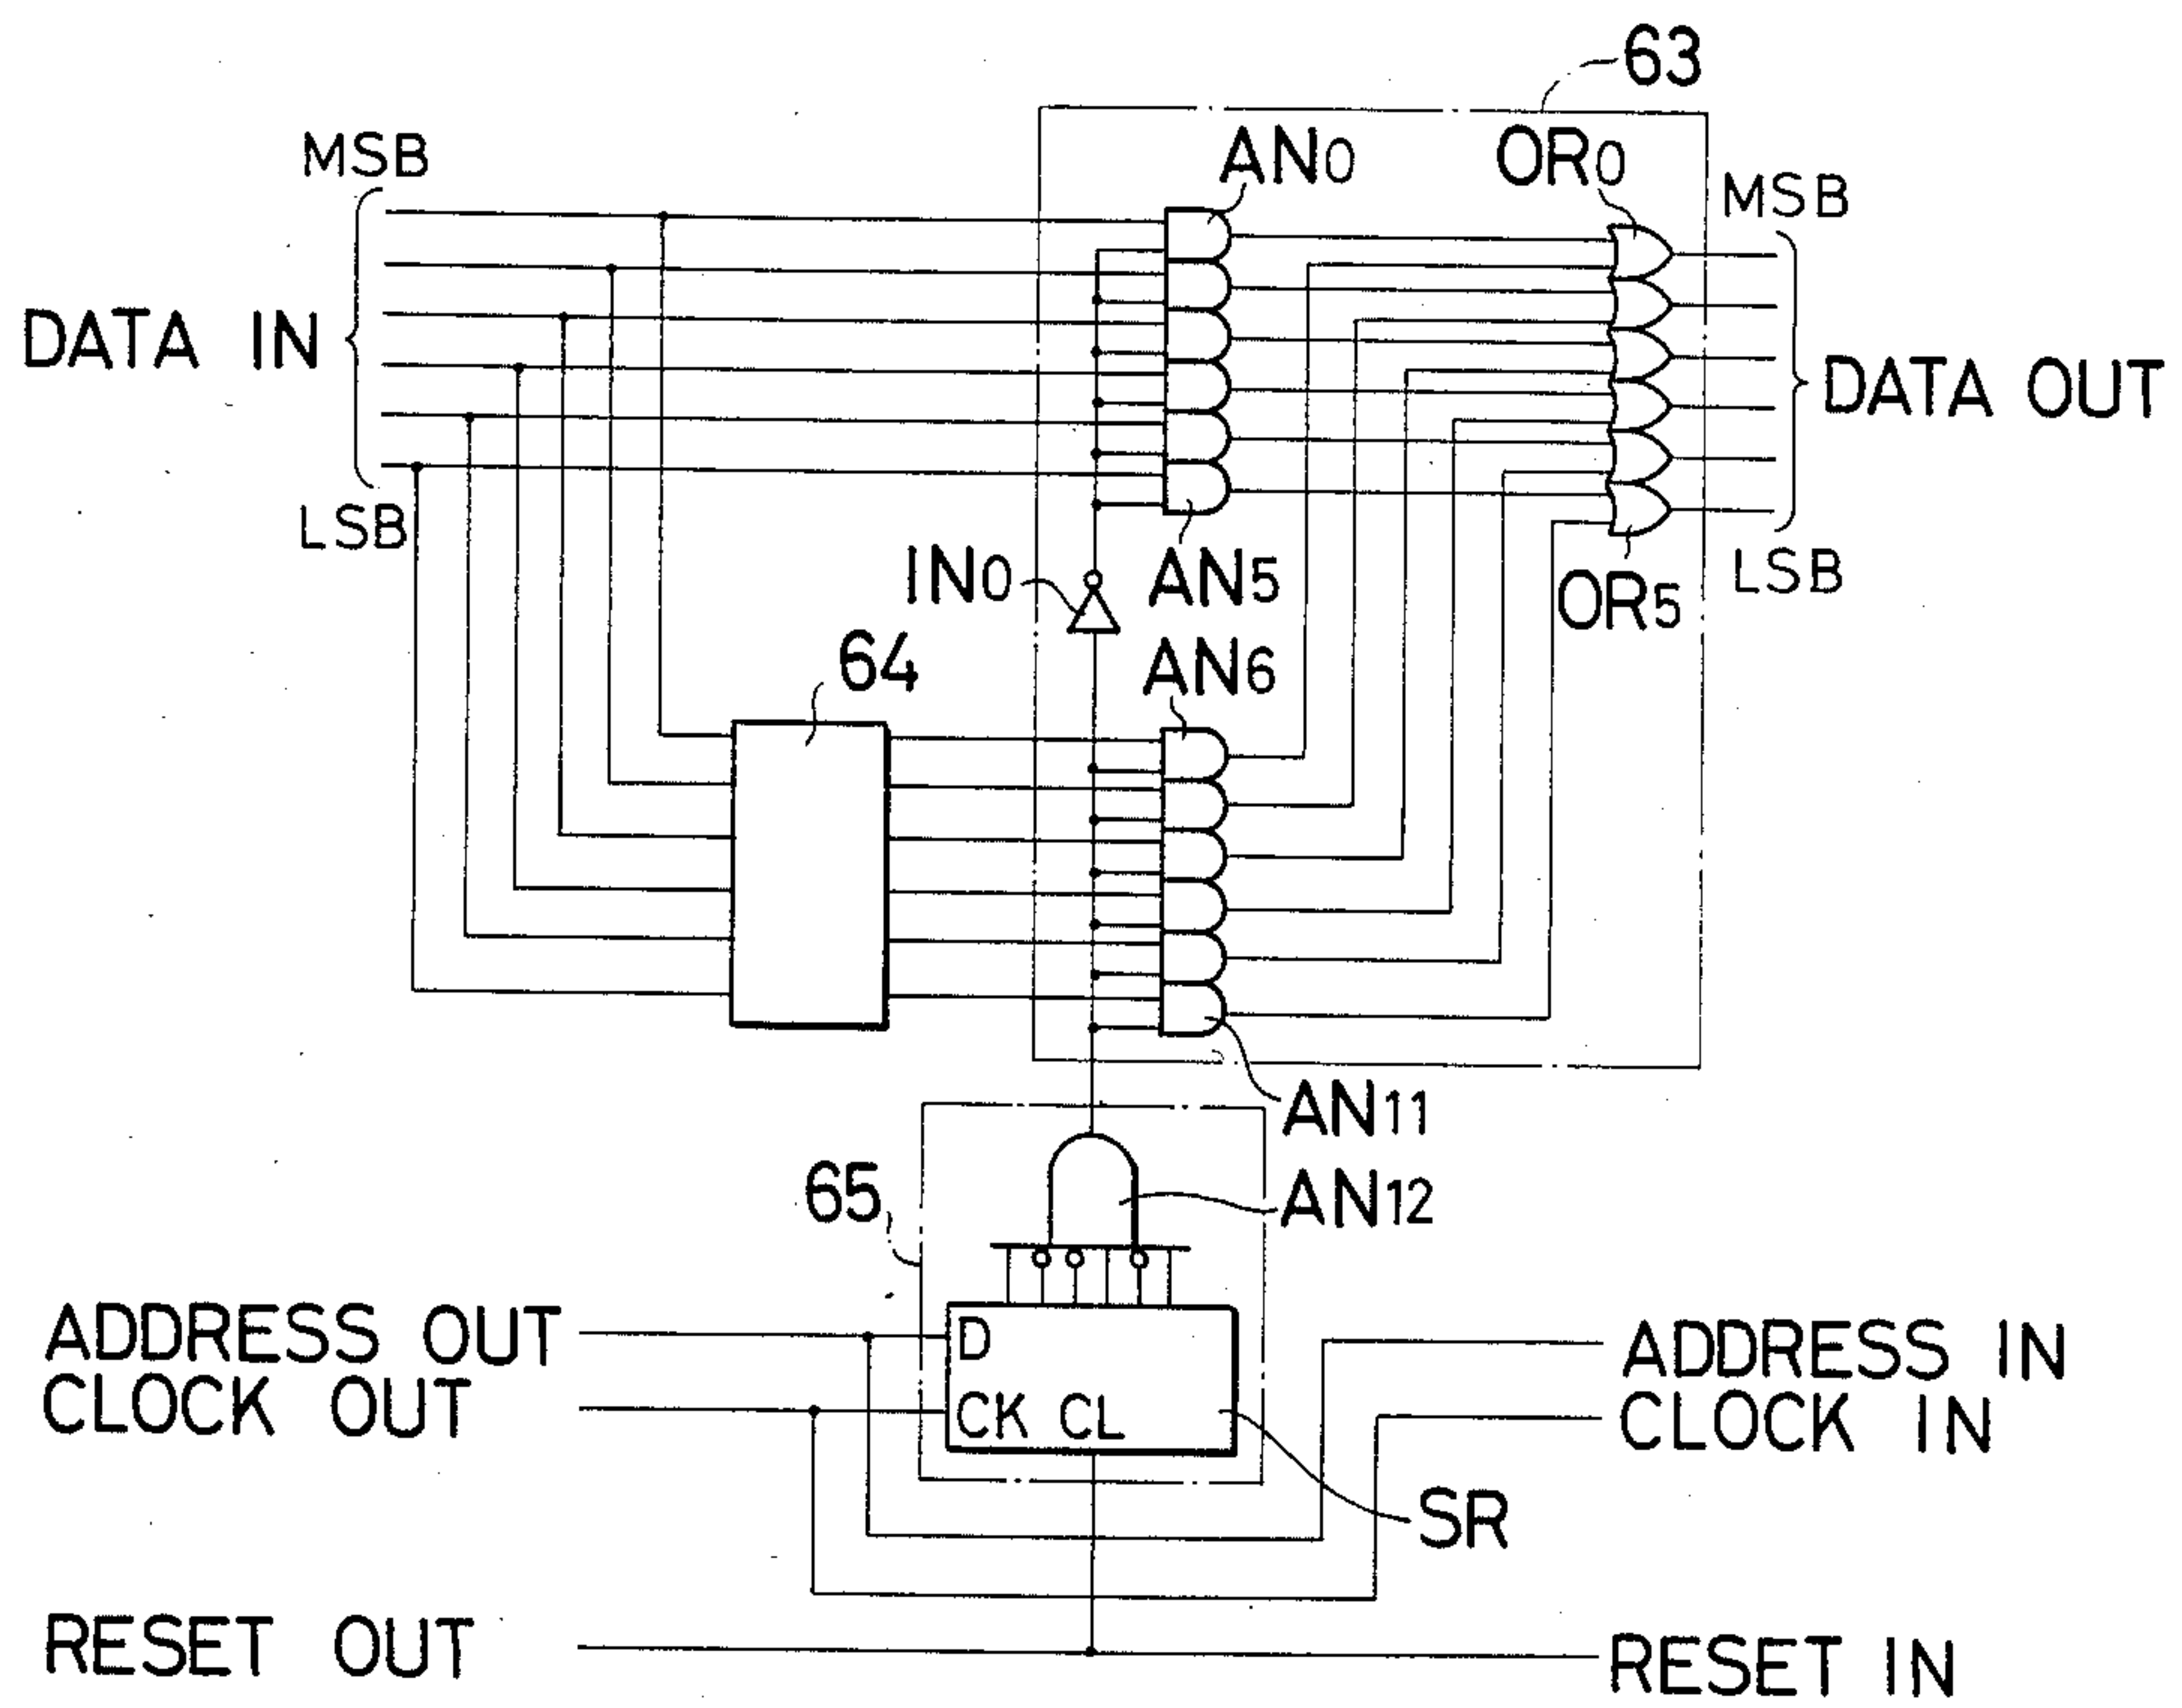 63
MSB
AN0
OR0
MSB
DATA IN
DATA OUT
LSB
IN0
AN5
OR5
LSB
64
AN6
AN11
65
AN12
ADDRESS OUT
D
ADDRESS IN
CLOCK OUT
CK CL
CLOCK IN
SR
RESET OUT
RESET IN